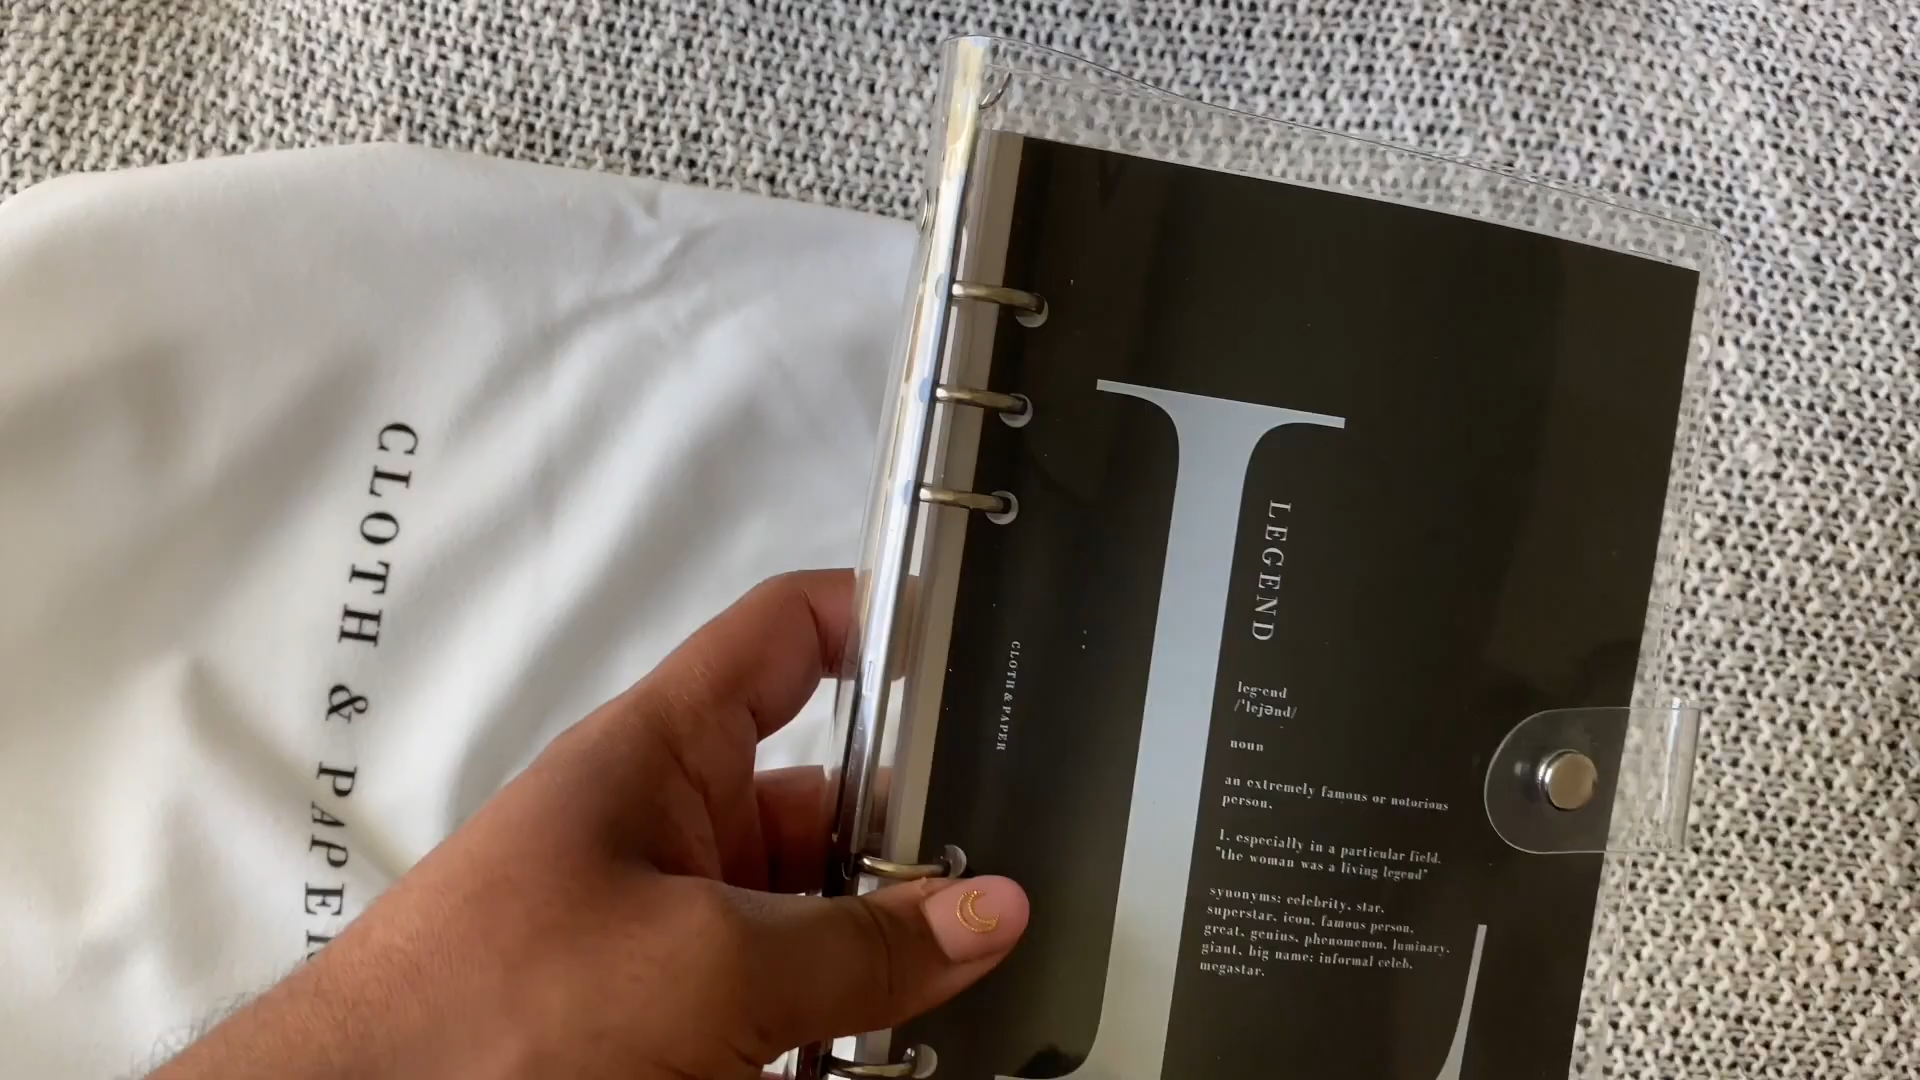 CLOTH & PAPER
L
LEGEND
leg·end
/ˈlejənd/
noun
an extremely famous or notorious
person.
1. especially in a particular field.
"the woman was a living legend"
synonyms: celebrity, star,
superstar, icon, famous person,
great, genius, phenomenon, luminary,
giant, big name; informal celeb,
megastar.
CLOTH & PAPER